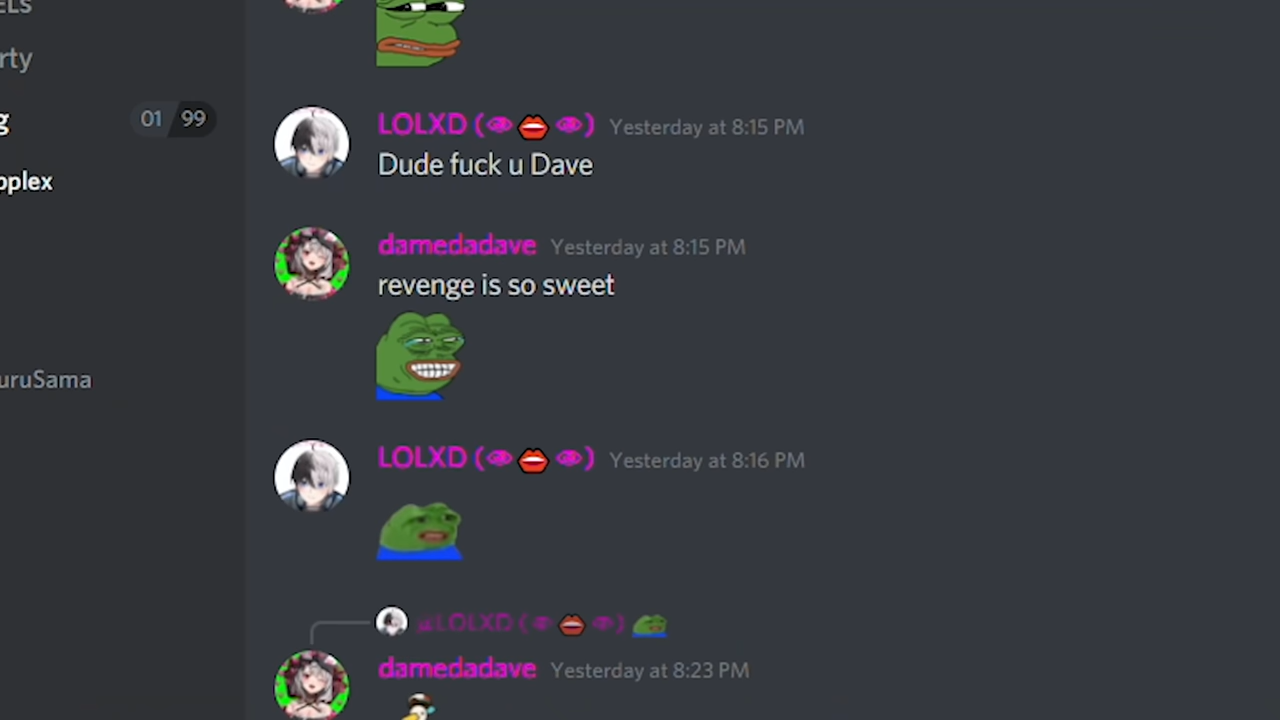 ELS
rty
g
01 99
oplex
uruSama
LOLXD (👁👄👁) Yesterday at 8:15 PM
Dude fuck u Dave
damedadave Yesterday at 8:15 PM
revenge is so sweet
LOLXD (👁👄👁) Yesterday at 8:16 PM
LOLXD (👁👄👁)
damedadave Yesterday at 8:23 PM